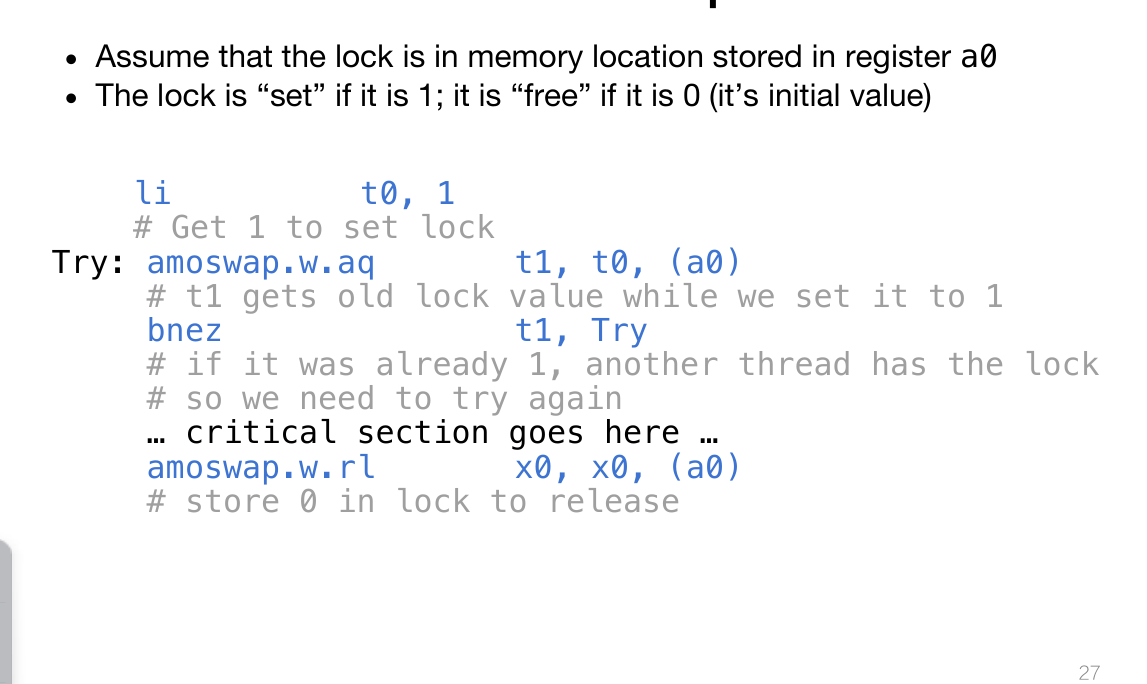 • Assume that the lock is in memory location stored in register a0
• The lock is “set” if it is 1; it is “free” if it is 0 (it’s initial value)
li t0, 1
# Get 1 to set lock
Try: amoswap.w.aq t1, t0, (a0)
# t1 gets old lock value while we set it to 1
bnez t1, Try
# if it was already 1, another thread has the lock
# so we need to try again
… critical section goes here …
amoswap.w.rl x0, x0, (a0)
# store 0 in lock to release
27